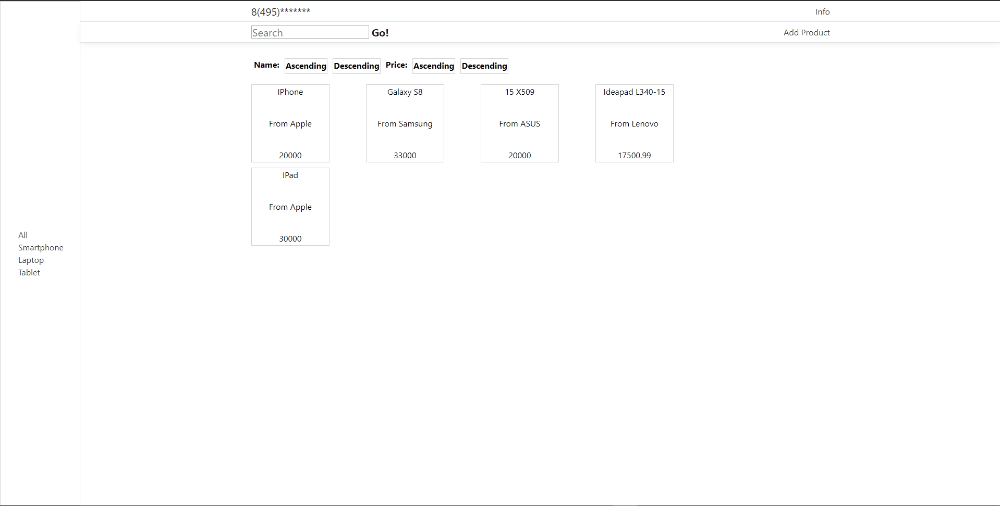 8(495)*******
Info
Search Go!
Add Product
Name: Ascending Descending Price: Ascending Descending
IPhone
From Apple
20000
Galaxy S8
From Samsung
33000
15 X509
From ASUS
20000
Ideapad L340-15
From Lenovo
17500.99
IPad
From Apple
30000
All
Smartphone
Laptop
Tablet